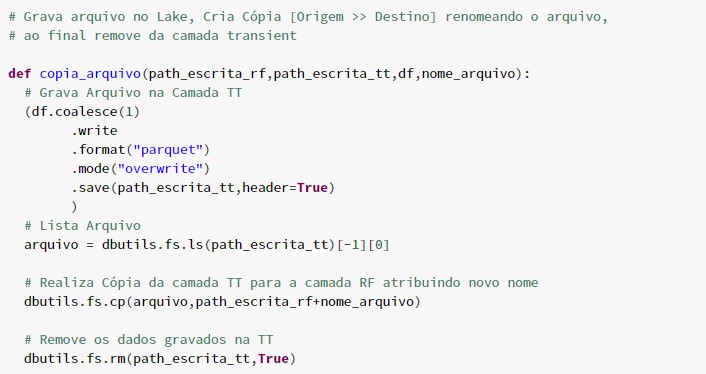 # Grava arquivo no Lake, Cria Cópia [Origem >> Destino] renomeando o arquivo,
# ao final remove da camada transient
def copia_arquivo(path_escrita_rf,path_escrita_tt,df,nome_arquivo):
# Grava Arquivo na Camada TT
(df.coalesce(1)
.write
.format("parquet")
.mode("overwrite")
.save(path_escrita_tt,header=True)
)
# Lista Arquivo
arquivo = dbutils.fs.ls(path_escrita_tt)[-1][0]
# Realiza Cópia da camada TT para a camada RF atribuindo novo nome
dbutils.fs.cp(arquivo,path_escrita_rf+nome_arquivo)
# Remove os dados gravados na TT
dbutils.fs.rm(path_escrita_tt,True)